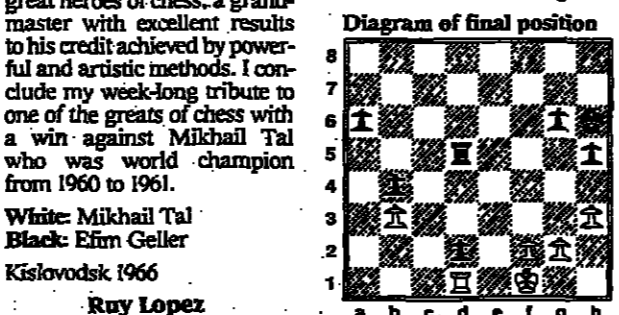 great heroes of chess, a grand-
master with excellent results
to his credit achieved by power-
ful and artistic methods. I con-
clude my week-long tribute to
one of the greats of chess with
a win against Mikhail Tal
who was world champion
from 1960 to 1961.
White: Mikhail Tal
Black: Efim Geller
Kislovodsk 1966
Ruy Lopez
Diagram of final position
8
7
6
5
4
3
2
1
a b c d e f g h